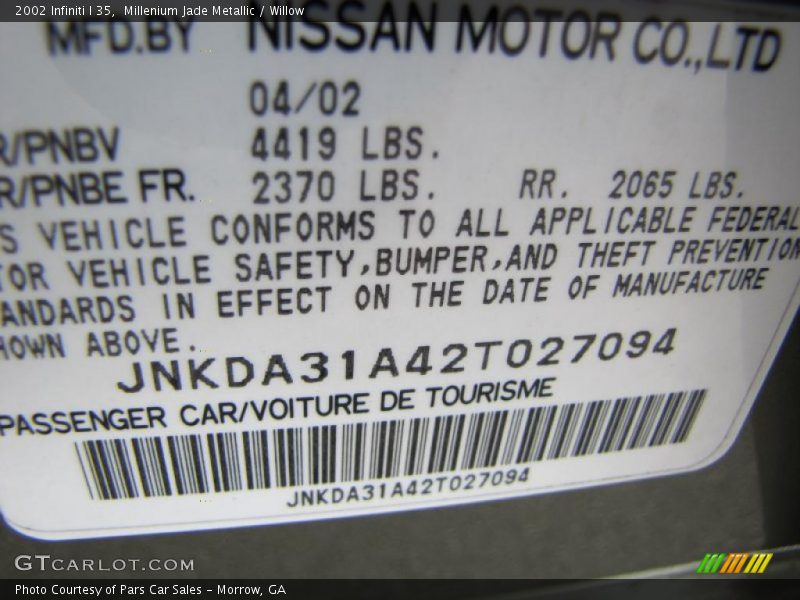 2002 Infiniti I 35, Millenium Jade Metallic / Willow
MFD.BY NISSAN MOTOR CO.,LTD
04/02
R/PNBV 4419 LBS.
R/PNBE FR. 2370 LBS. RR. 2065 LBS.
S VEHICLE CONFORMS TO ALL APPLICABLE FEDERAL
TOR VEHICLE SAFETY,BUMPER,AND THEFT PREVENTION
ANDARDS IN EFFECT ON THE DATE OF MANUFACTURE
HOWN ABOVE.
JNKDA31A42T027094
PASSENGER CAR/VOITURE DE TOURISME
JNKDA31A42T027094
GTCARLOT.COM
Photo Courtesy of Pars Car Sales - Morrow, GA